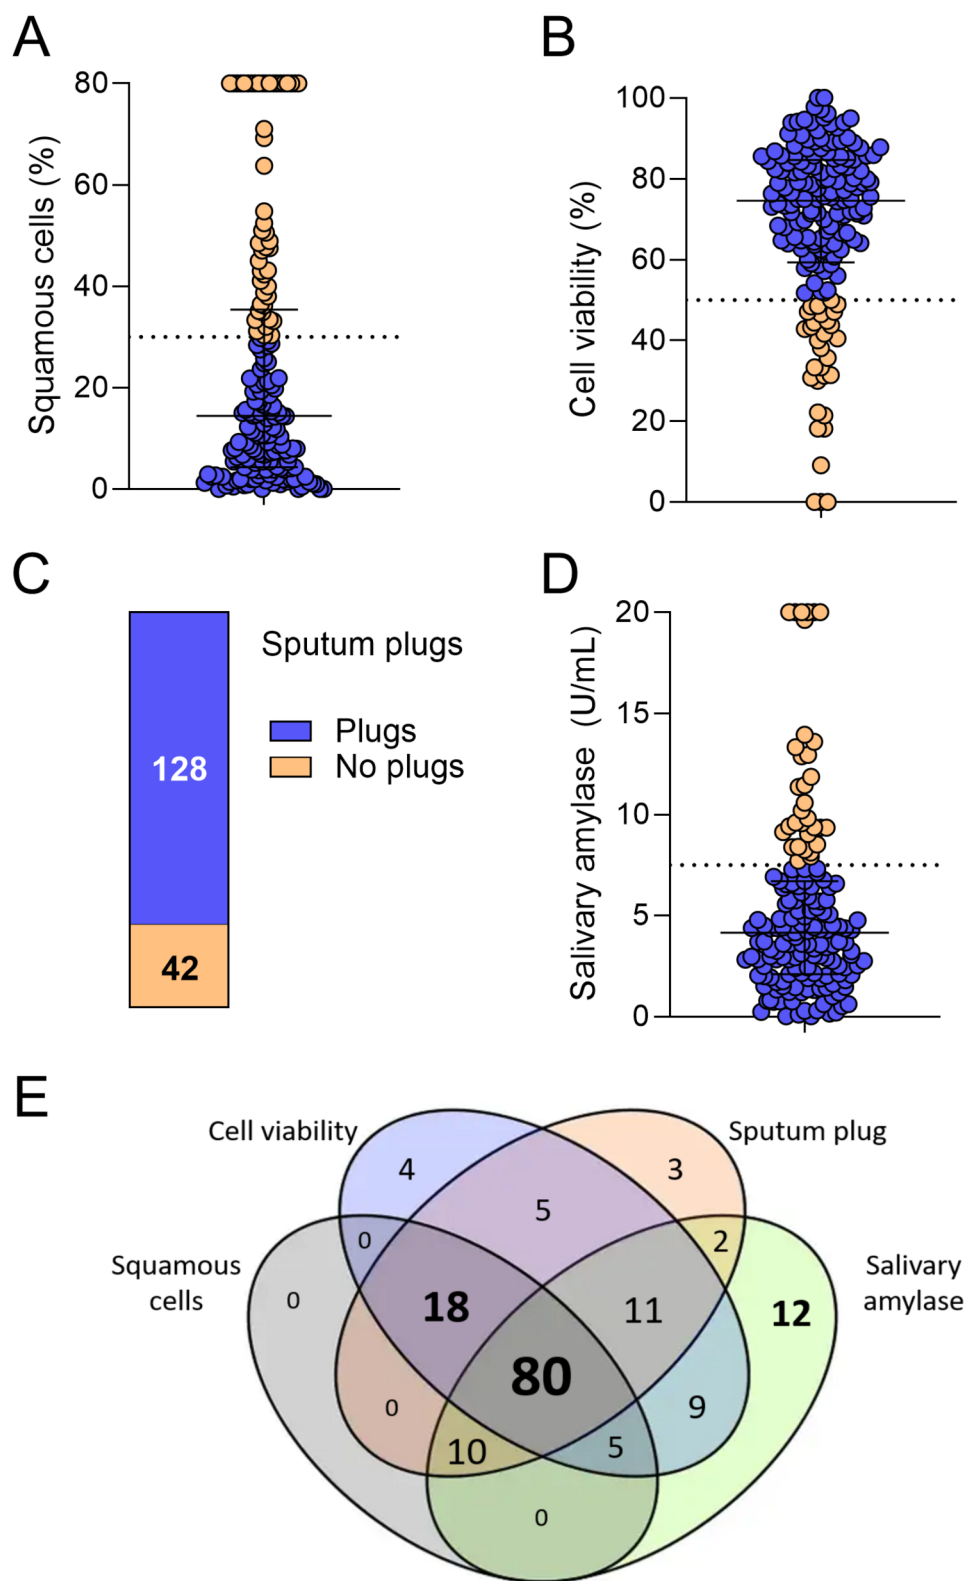 A
B
80
60
40
20
0
Squamous cells (%)
100
80
60
40
20
0
Cell viability (%)
C
D
128
42
Sputum plugs
Plugs
No plugs
20
15
10
5
0
Salivary amylase (U/mL)
E
Cell viability
Sputum plug
4
3
5
0
2
Squamous
cells
Salivary
amylase
0
18
11
12
80
0
9
10
5
0